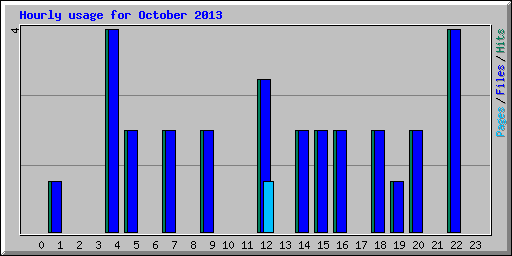 Hourly usage for October 2013
4
Pages / Files / Hits
0 1 2 3 4 5 6 7 8 9 10 11 12 13 14 15 16 17 18 19 20 21 22 23